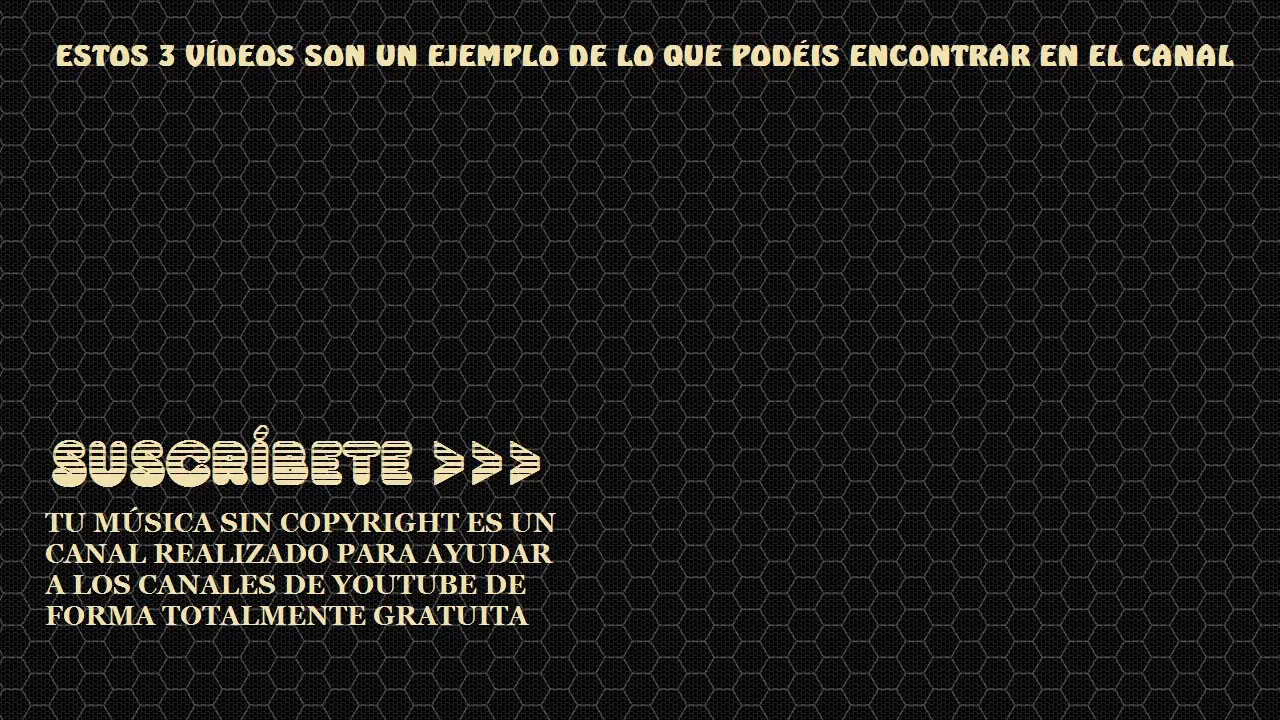 ESTOS 3 VÍDEOS SON UN EJEMPLO DE LO QUE PODÉIS ENCONTRAR EN EL CANAL
SUSCRÍBETE >>>
TU MÚSICA SIN COPYRIGHT ES UN
CANAL REALIZADO PARA AYUDAR
A LOS CANALES DE YOUTUBE DE
FORMA TOTALMENTE GRATUITA